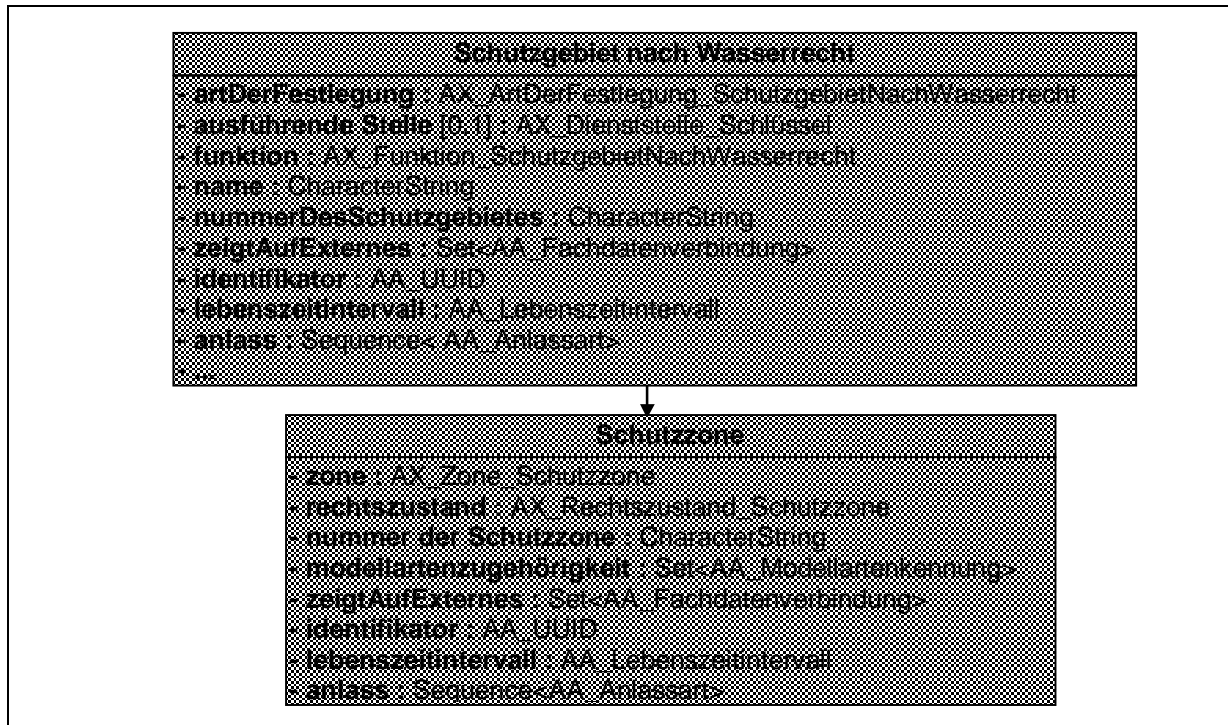 Schutzgebiet nach Wasserrecht
- artDerFestlegung : AX_ArtDerFestlegung_SchutzgebietNachWasserrecht
- ausführende Stelle [0,1] : AX_Dienststelle_Schlüssel
- funktion : AX_Funktion_SchutzgebietNachWasserrecht
- name : CharacterString
- nummerDesSchutzgebietes : CharacterString
- zeigtAufExternes : Set<AA_Fachdatenverbindung>
- identifikator : AA_UUID
- lebenszeitintervall : AA_Lebenszeitintervall
- anlass : Sequence< AA_Anlassart>
- ...
Schutzzone
- zone : AX_Zone_Schutzzone
- rechtszustand : AX_Rechtszustand_Schutzzone
- nummer der Schutzzone : CharacterString
- modellartenzugehörigkeit : Set<AA_Modellartenkennung>
- zeigtAufExternes : Set<AA_Fachdatenverbindung>
- identifikator : AA_UUID
- lebenszeitintervall : AA_Lebenszeitintervall
- anlass : Sequence<AA_Anlassart>